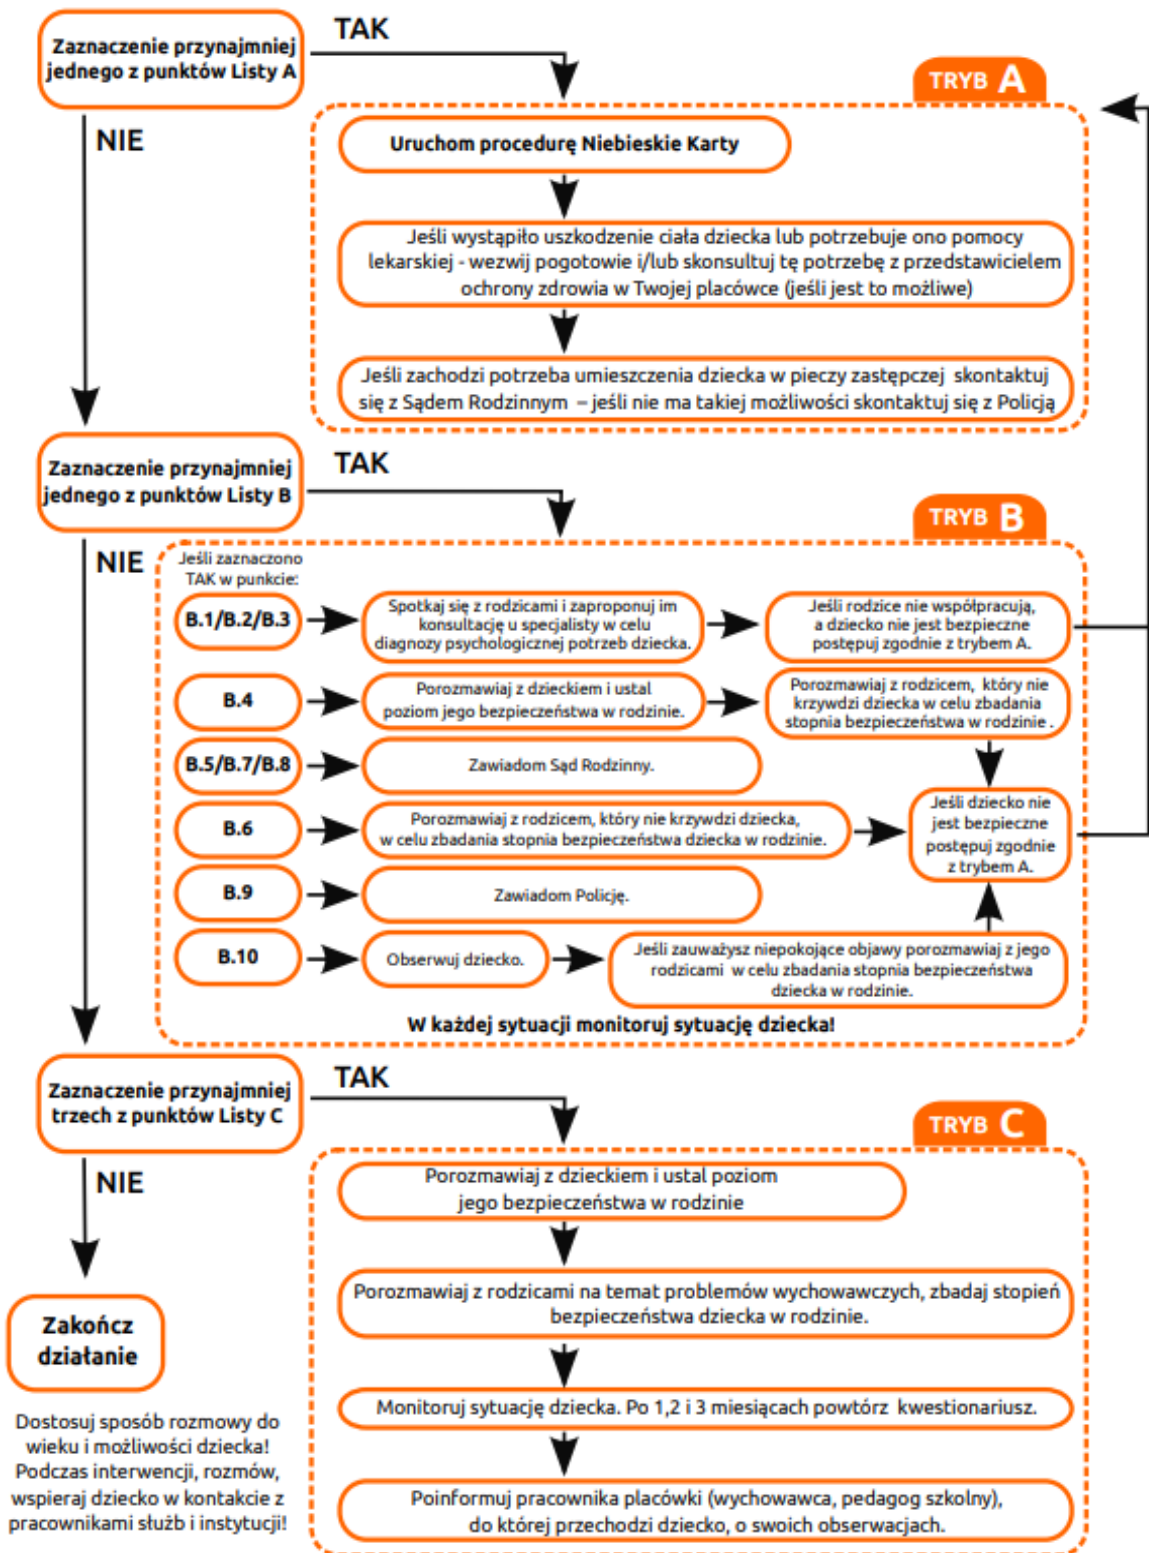 Zaznaczenie przynajmniej
jednego z punktów Listy A
TAK
NIE
TRYB A
Uruchom procedurę Niebieskie Karty
Jeśli wystąpiło uszkodzenie ciała dziecka lub potrzebuje ono pomocy
lekarskiej - wezwij pogotowie i/lub skonsultuj tę potrzebę z przedstawicielem
ochrony zdrowia w Twojej placówce (jeśli jest to możliwe)
Jeśli zachodzi potrzeba umieszczenia dziecka w pieczy zastępczej skontaktuj
się z Sądem Rodzinnym – jeśli nie ma takiej możliwości skontaktuj się z Policją
Zaznaczenie przynajmniej
jednego z punktów Listy B
TAK
NIE
TRYB B
Jeśli zaznaczono
TAK w punkcie:
B.1/B.2/B.3
Spotkaj się z rodzicami i zaproponuj im
konsultację u specjalisty w celu
diagnozy psychologicznej potrzeb dziecka.
Jeśli rodzice nie współpracują,
a dziecko nie jest bezpieczne
postępuj zgodnie z trybem A.
B.4
Porozmawiaj z dzieckiem i ustal
poziom jego bezpieczeństwa w rodzinie.
Porozmawiaj z rodzicem, który nie
krzywdzi dziecka w celu zbadania
stopnia bezpieczeństwa w rodzinie .
B.5/B.7/B.8
Zawiadom Sąd Rodzinny.
B.6
Porozmawiaj z rodzicem, który nie krzywdzi dziecka,
w celu zbadania stopnia bezpieczeństwa dziecka w rodzinie.
Jeśli dziecko nie
jest bezpieczne
postępuj zgodnie
z trybem A.
B.9
Zawiadom Policję.
B.10
Obserwuj dziecko.
Jeśli zauważysz niepokojące objawy porozmawiaj z jego
rodzicami w celu zbadania stopnia bezpieczeństwa
dziecka w rodzinie.
W każdej sytuacji monitoruj sytuację dziecka!
Zaznaczenie przynajmniej
trzech z punktów Listy C
TAK
NIE
TRYB C
Porozmawiaj z dzieckiem i ustal poziom
jego bezpieczeństwa w rodzinie
Porozmawiaj z rodzicami na temat problemów wychowawczych, zbadaj stopień
bezpieczeństwa dziecka w rodzinie.
Monitoruj sytuację dziecka. Po 1,2 i 3 miesiącach powtórz kwestionariusz.
Poinformuj pracownika placówki (wychowawca, pedagog szkolny),
do której przechodzi dziecko, o swoich obserwacjach.
Zakończ
działanie
Dostosuj sposób rozmowy do
wieku i możliwości dziecka!
Podczas interwencji, rozmów,
wspieraj dziecko w kontakcie z
pracownikami służb i instytucji!